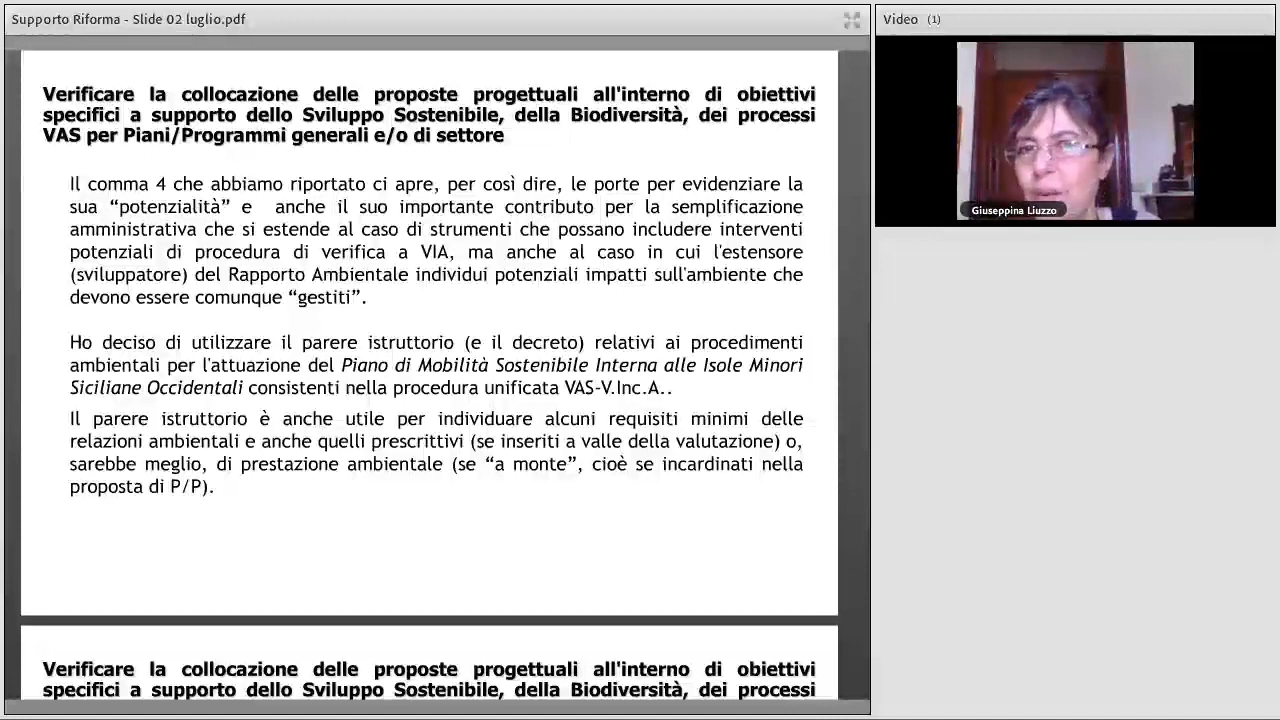 Supporto Riforma - Slide 02 luglio.pdf
Verificare la collocazione delle proposte progettuali all'interno di obiettivi
specifici a supporto dello Sviluppo Sostenibile, della Biodiversità, dei processi
VAS per Piani/Programmi generali e/o di settore
Il comma 4 che abbiamo riportato ci apre, per così dire, le porte per evidenziare la
sua “potenzialità” e anche il suo importante contributo per la semplificazione
amministrativa che si estende al caso di strumenti che possano includere interventi
potenziali di procedura di verifica a VIA, ma anche al caso in cui l'estensore
(sviluppatore) del Rapporto Ambientale individui potenziali impatti sull'ambiente che
devono essere comunque “gestiti”.
Ho deciso di utilizzare il parere istruttorio (e il decreto) relativi ai procedimenti
ambientali per l'attuazione del Piano di Mobilità Sostenibile Interna alle Isole Minori
Siciliane Occidentali consistenti nella procedura unificata VAS-V.Inc.A..
Il parere istruttorio è anche utile per individuare alcuni requisiti minimi delle
relazioni ambientali e anche quelli prescrittivi (se inseriti a valle della valutazione) o,
sarebbe meglio, di prestazione ambientale (se “a monte”, cioè se incardinati nella
proposta di P/P).
Verificare la collocazione delle proposte progettuali all'interno di obiettivi
specifici a supporto dello Sviluppo Sostenibile, della Biodiversità, dei processi
Video (1)
Giuseppina Liuzzo